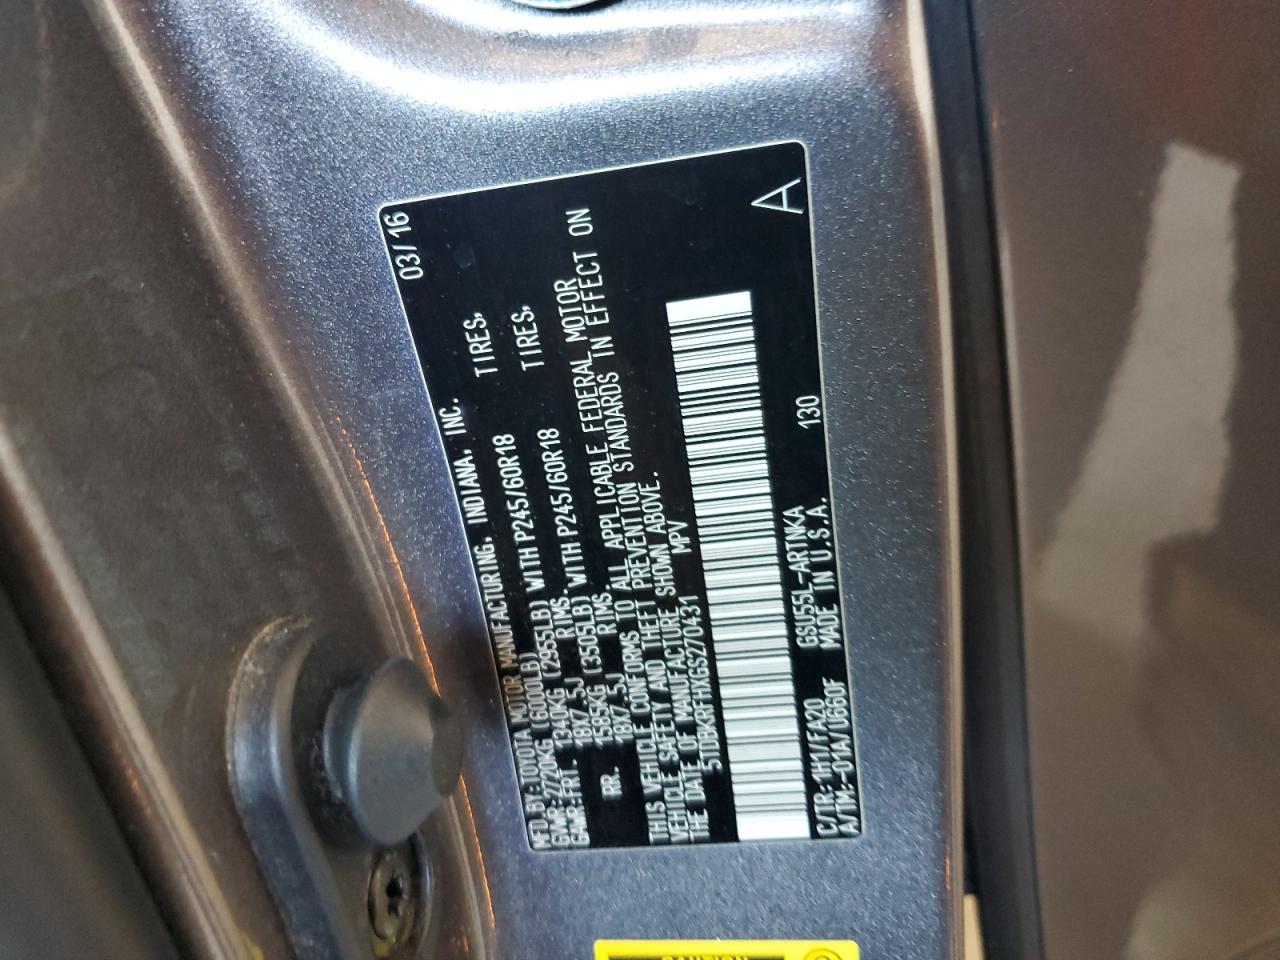 MFD.BY:TOYOTA MOTOR MANUFACTURING, INDIANA, INC. 03/16
GVWR:2720KG (6000LB)
GAWR:FRT. 1340KG (2955LB) WITH P245/60R18 TIRES,
18X7.5J RIMS.
RR. 1585KG (3505LB) WITH P245/60R18 TIRES,
18X7.5J RIMS.
THIS VEHICLE CONFORMS TO ALL APPLICABLE FEDERAL MOTOR
VEHICLE SAFETY AND THEFT PREVENTION STANDARDS IN EFFECT ON
THE DATE OF MANUFACTURE SHOWN ABOVE.
5TDBKRFHXGS270431 MPV
C/TR:1H1/FA20 GSU55L-ARTNKA 130 A
A/TM:-01A/U660F MADE IN U.S.A.